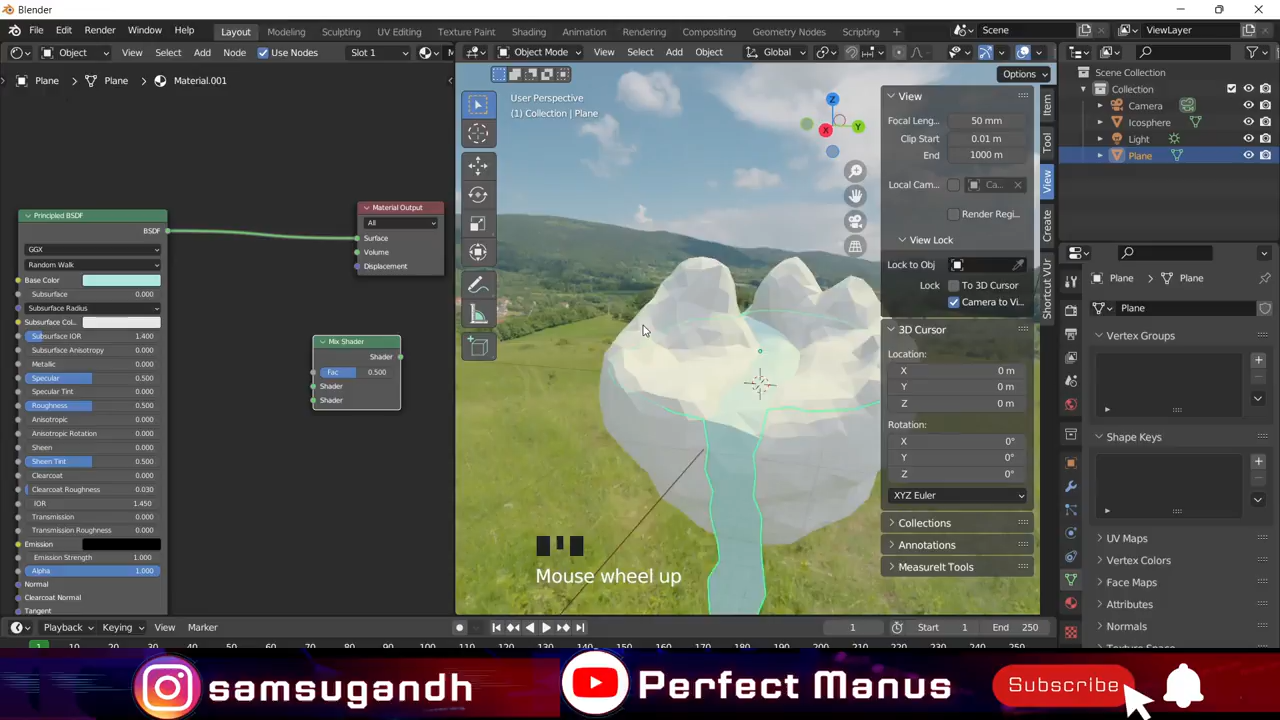 Blender
File Edit Render Window Help Layout Modeling Sculpting UV Editing Texture Paint Shading Animation Rendering Compositing Geometry Nodes Scripting + Scene ViewLayer
Object View Select Add Node Use Nodes Slot 1 Object Mode View Select Add Object Global
Plane > Plane > Material.001
Options
User Perspective
(1) Collection | Plane
Z
Y
X
View
Focal Leng... 50 mm
Clip Start 0.01 m
End 1000 m
Local Cam... Ca...
Render Regi...
View Lock
Lock to Obj
Lock To 3D Cursor
Camera to Vi...
3D Cursor
Location:
X 0 m
Y 0 m
Z 0 m
Rotation:
X 0°
Y 0°
Z 0°
XYZ Euler
Collections
Annotations
MeasureIt Tools
Item
Tool
View
Create
Shortcut VUr
Scene Collection
Collection
Camera
Icosphere
Light
Plane
Plane > Plane
Plane
Vertex Groups
Shape Keys
UV Maps
Vertex Colors
Face Maps
Attributes
Normals
Principled BSDF
BSDF
GGX
Random Walk
Base Color
Subsurface 0.000
Subsurface Radius
Subsurface Col...
Subsurface IOR 1.400
Subsurface Anisotropy 0.000
Metallic 0.000
Specular 0.500
Specular Tint 0.000
Roughness 0.500
Anisotropic 0.000
Anisotropic Rotation 0.000
Sheen 0.000
Sheen Tint 0.500
Clearcoat 0.000
Clearcoat Roughness 0.030
IOR 1.450
Transmission 0.000
Transmission Roughness 0.000
Emission
Emission Strength 1.000
Alpha 1.000
Normal
Clearcoat Normal
Tangent
Material Output
All
Surface
Volume
Displacement
Mix Shader
Shader
Fac 0.500
Shader
Shader
Mouse wheel up
Playback Keying View Marker 1 Start 1 End 250
1
samsugandh Perfect Manus Subscribe